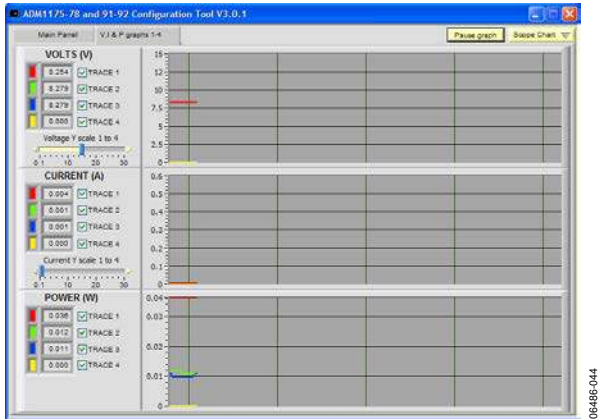 ADM1175-78 and 91-92 Configuration Tool V3.0.1
Main Panel V,I & P graphs 1-4 Pause graph Scope Chart
VOLTS (V)
8.254 TRACE 1
8.279 TRACE 2
8.279 TRACE 3
0.000 TRACE 4
Voltage Y scale 1 to 4
0.1 10 20 30
15
12
10
7.5
5
2.5
0
CURRENT (A)
0.004 TRACE 1
0.001 TRACE 2
0.001 TRACE 3
0.000 TRACE 4
Current Y scale 1 to 4
0.1 10 20 30
0.6
0.5
0.4
0.3
0.2
0.1
0
POWER (W)
0.036 TRACE 1
0.012 TRACE 2
0.011 TRACE 3
0.000 TRACE 4
0.04
0.03
0.02
0.01
0
06486-044